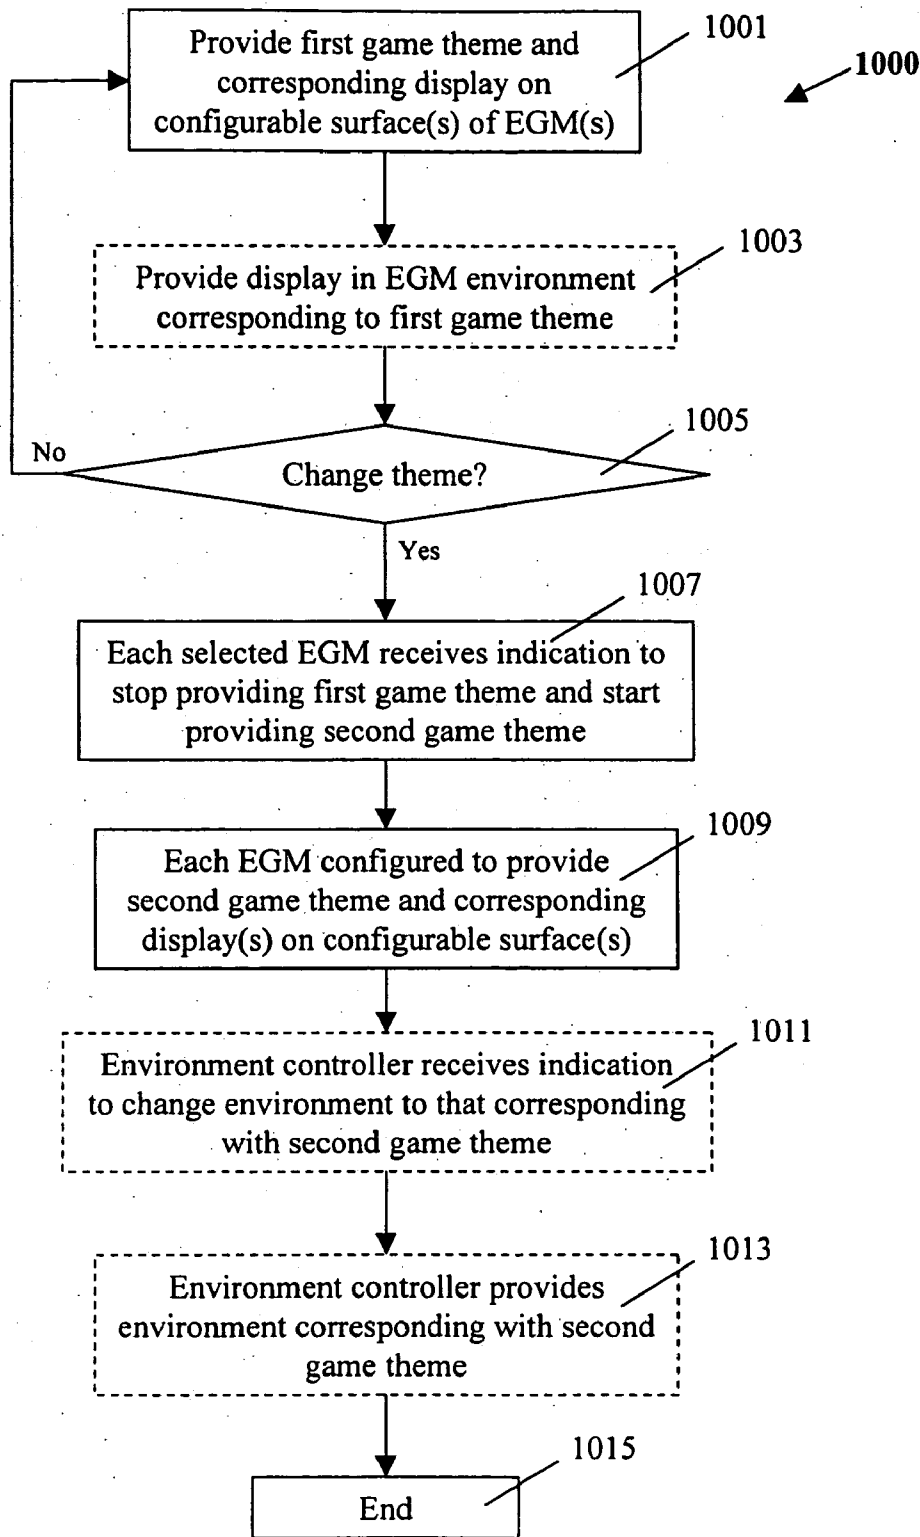 Provide first game theme and
corresponding display on
configurable surface(s) of EGM(s)
1001
1000
Provide display in EGM environment
corresponding to first game theme
1003
Change theme?
1005
No
Yes
Each selected EGM receives indication to
stop providing first game theme and start
providing second game theme
1007
Each EGM configured to provide
second game theme and corresponding
display(s) on configurable surface(s)
1009
Environment controller receives indication
to change environment to that corresponding
with second game theme
1011
Environment controller provides
environment corresponding with second
game theme
1013
End
1015